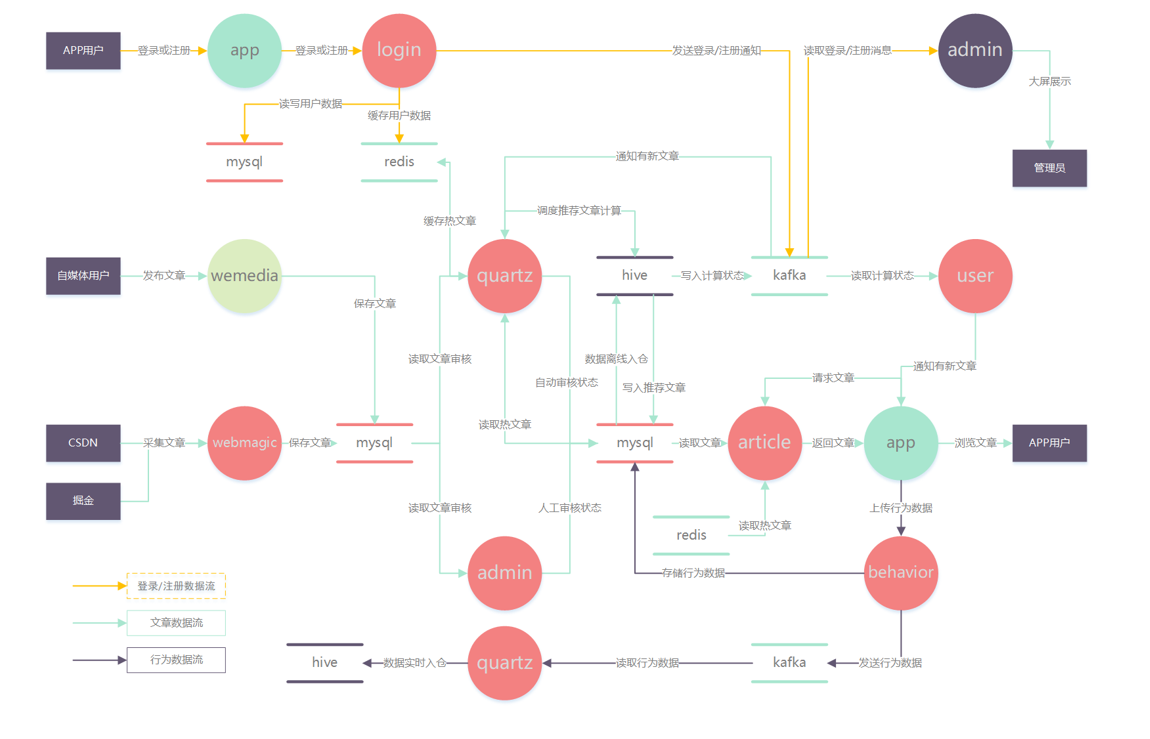 APP用户
登录或注册
app
登录或注册
login
发送登录/注册通知
读取登录/注册消息
admin
大屏展示
读写用户数据
缓存用户数据
mysql
redis
通知有新文章
管理员
调度推荐文章计算
缓存热文章
自媒体用户
发布文章
wemedia
quartz
hive
写入计算状态
kafka
读取计算状态
user
保存文章
读取文章审核
数据离线入仓
通知有新文章
自动审核状态
写入推荐文章
请求文章
读取热文章
CSDN
采集文章
webmagic
保存文章
mysql
mysql
读取文章
article
返回文章
app
浏览文章
APP用户
掘金
读取文章审核
人工审核状态
上传行为数据
redis
读取热文章
admin
存储行为数据
behavior
登录/注册数据流
文章数据流
行为数据流
hive
数据实时入仓
quartz
读取行为数据
kafka
发送行为数据